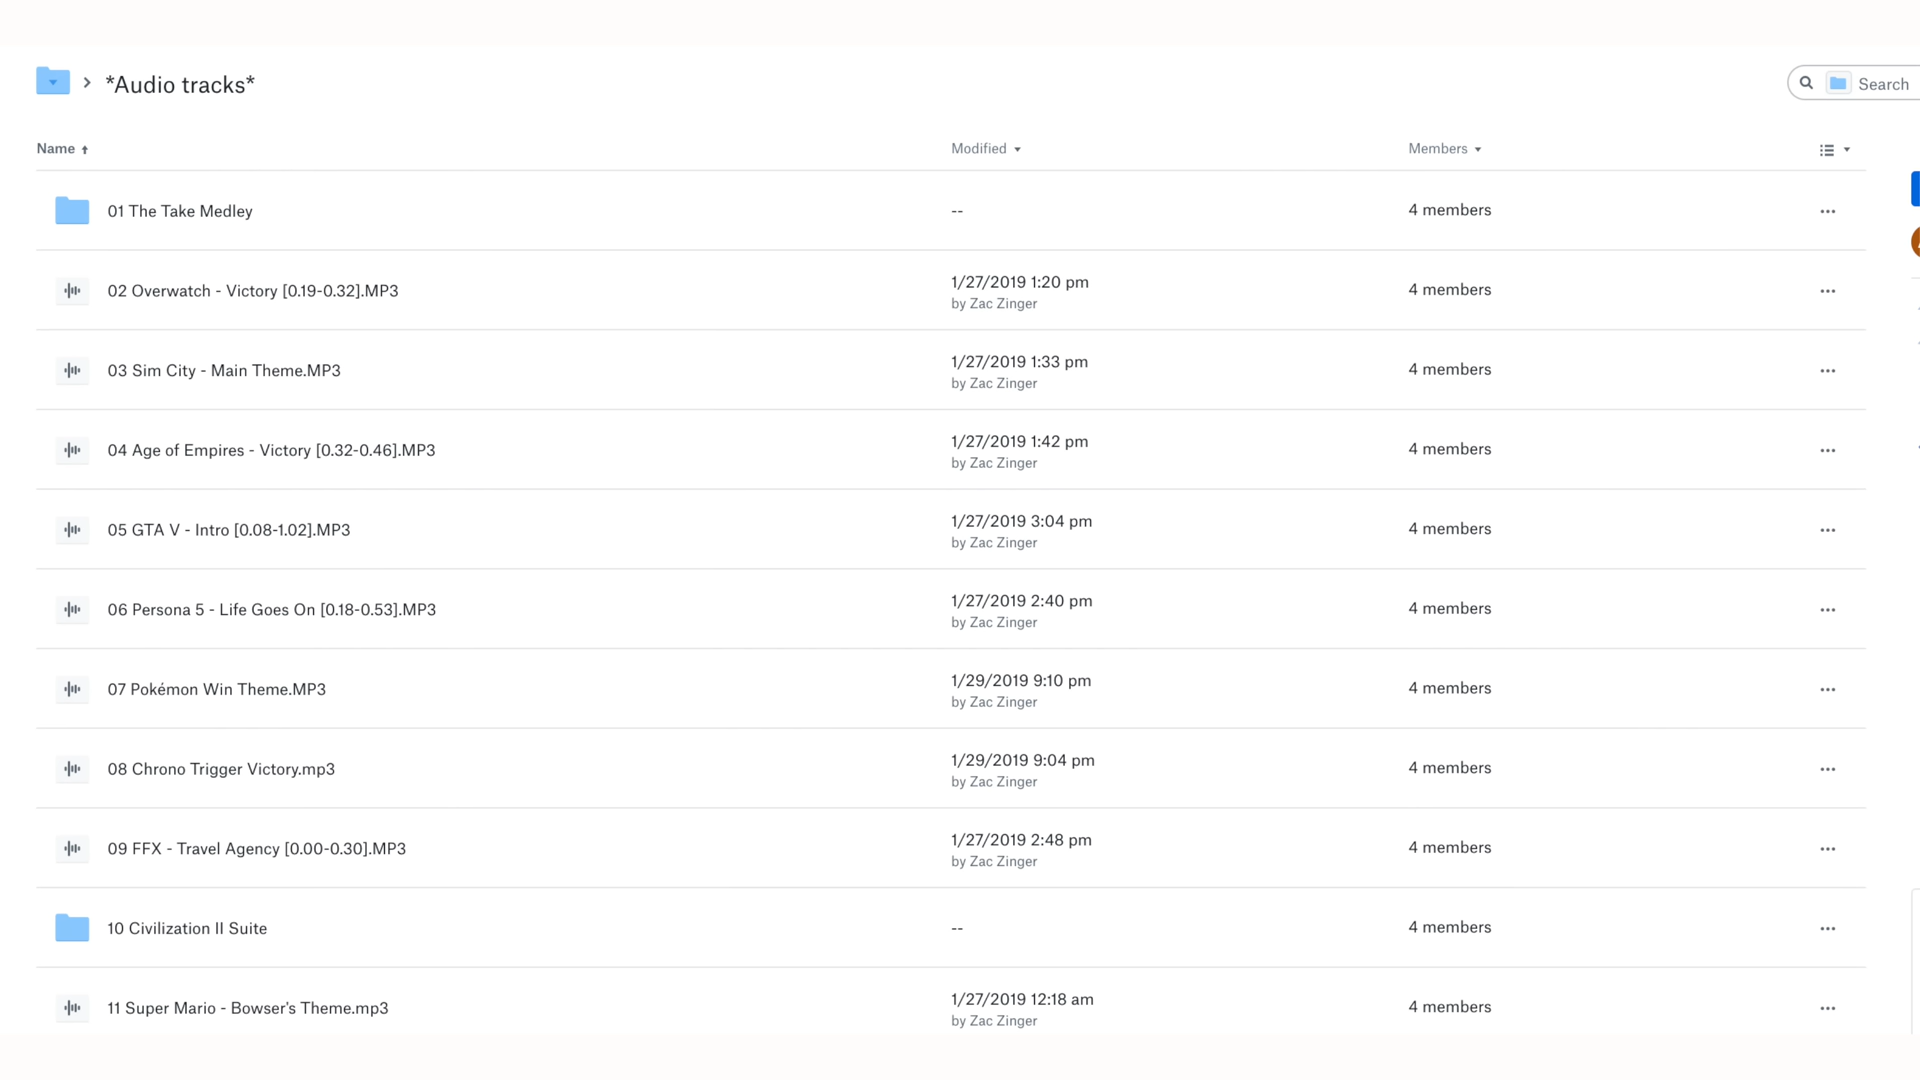 *Audio tracks*
Search
Name
Modified
Members
01 The Take Medley
--
4 members
02 Overwatch - Victory [0.19-0.32].MP3
1/27/2019 1:20 pm
by Zac Zinger
4 members
03 Sim City - Main Theme.MP3
1/27/2019 1:33 pm
by Zac Zinger
4 members
04 Age of Empires - Victory [0.32-0.46].MP3
1/27/2019 1:42 pm
by Zac Zinger
4 members
05 GTA V - Intro [0.08-1.02].MP3
1/27/2019 3:04 pm
by Zac Zinger
4 members
06 Persona 5 - Life Goes On [0.18-0.53].MP3
1/27/2019 2:40 pm
by Zac Zinger
4 members
07 Pokémon Win Theme.MP3
1/29/2019 9:10 pm
by Zac Zinger
4 members
08 Chrono Trigger Victory.mp3
1/29/2019 9:04 pm
by Zac Zinger
4 members
09 FFX - Travel Agency [0.00-0.30].MP3
1/27/2019 2:48 pm
by Zac Zinger
4 members
10 Civilization II Suite
--
4 members
11 Super Mario - Bowser's Theme.mp3
1/27/2019 12:18 am
by Zac Zinger
4 members